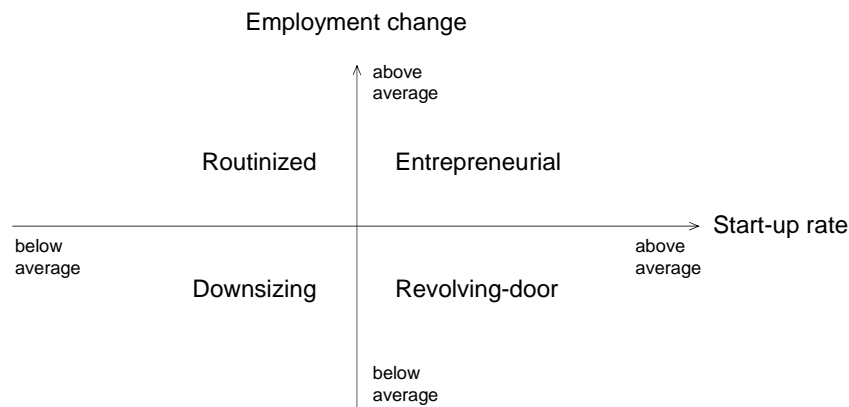 Employment change
above
average
Routinized
Entrepreneurial
Start-up rate
below
average
above
average
Downsizing
Revolving-door
below
average